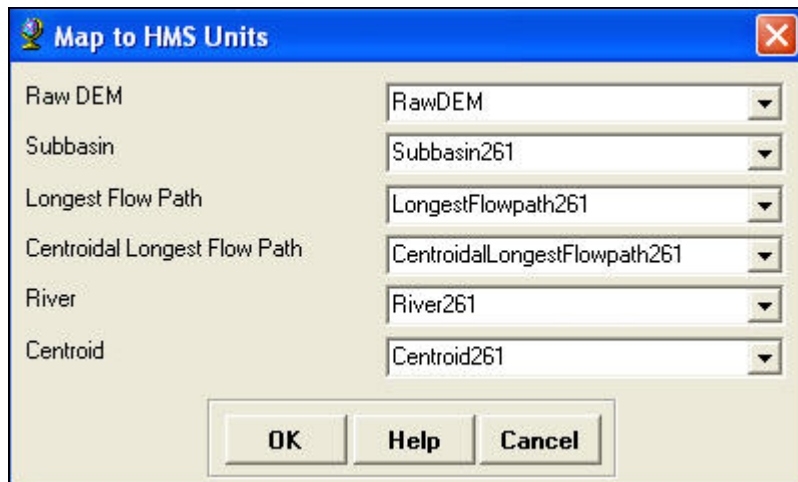 Map to HMS Units
Raw DEM RawDEM
Subbasin Subbasin261
Longest Flow Path LongestFlowpath261
Centroidal Longest Flow Path CentroidalLongestFlowpath261
River River261
Centroid Centroid261
OK Help Cancel